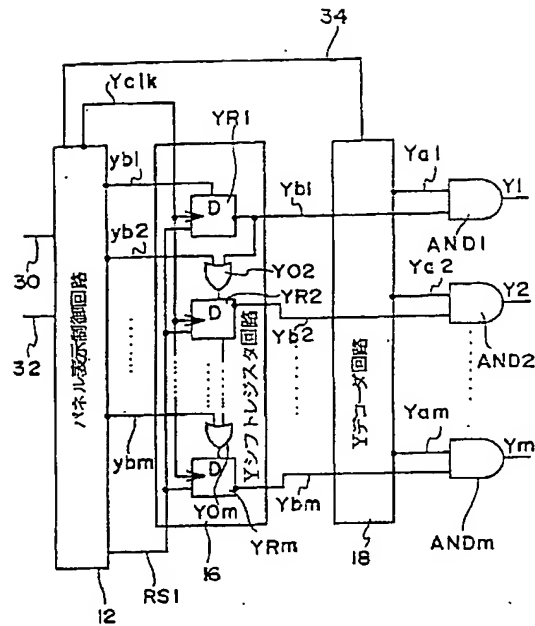 34
Yclk
YR1
yb1
D
Yb1
Ya1
Y1
AND1
yb2
YO2
Ya2
30
YR2
Y2
D
Yb2
AND2
32
パネル表示制御回路
Yシフトレジスタ回路
Yデコーダ回路
ybm
Yam
Ym
D
YOm
YRm
Ybm
ANDm
16
18
RS1
12